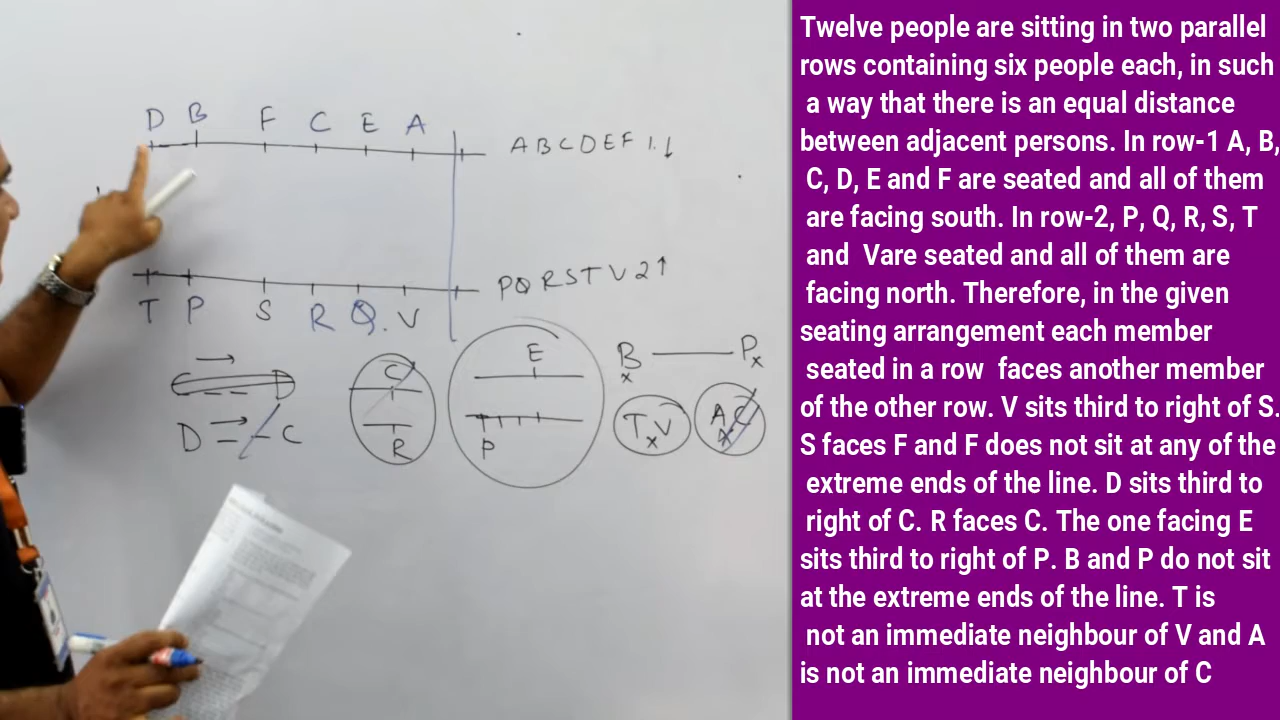 D B F C E A
A B C D E F 1. ↓
P Q R S T V 2 ↑
T P S R Q. V
→
C _ _ D
D → _ _ C
C
R
E
P
B — P
x x
T x V
A x C
Twelve people are sitting in two parallel
rows containing six people each, in such
a way that there is an equal distance
between adjacent persons. In row-1 A, B,
C, D, E and F are seated and all of them
are facing south. In row-2, P, Q, R, S, T
and Vare seated and all of them are
facing north. Therefore, in the given
seating arrangement each member
seated in a row faces another member
of the other row. V sits third to right of S.
S faces F and F does not sit at any of the
extreme ends of the line. D sits third to
right of C. R faces C. The one facing E
sits third to right of P. B and P do not sit
at the extreme ends of the line. T is
not an immediate neighbour of V and A
is not an immediate neighbour of C